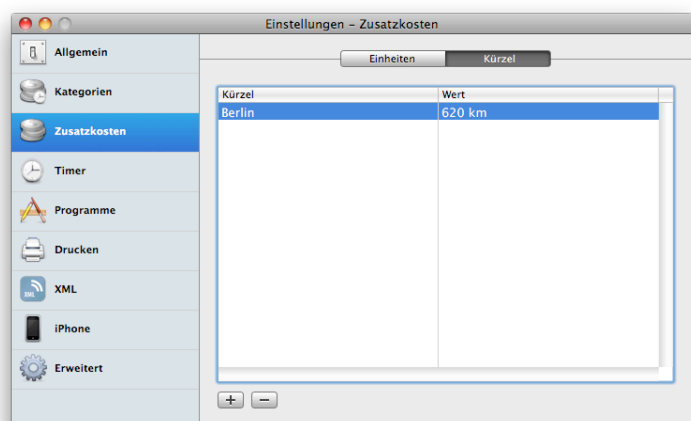 Einstellungen – Zusatzkosten
Allgemein
Kategorien
Zusatzkosten
Timer
Programme
Drucken
XML
XML
iPhone
Erweitert
Einheiten
Kürzel
Kürzel Wert
Berlin 620 km